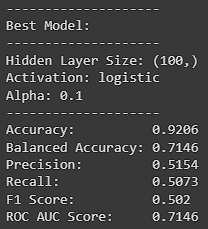 --------------------
Best Model:
--------------------
Hidden Layer Size: (100,)
Activation: logistic
Alpha: 0.1
--------------------
Accuracy: 0.9206
Balanced Accuracy: 0.7146
Precision: 0.5154
Recall: 0.5073
F1 Score: 0.502
ROC AUC Score: 0.7146